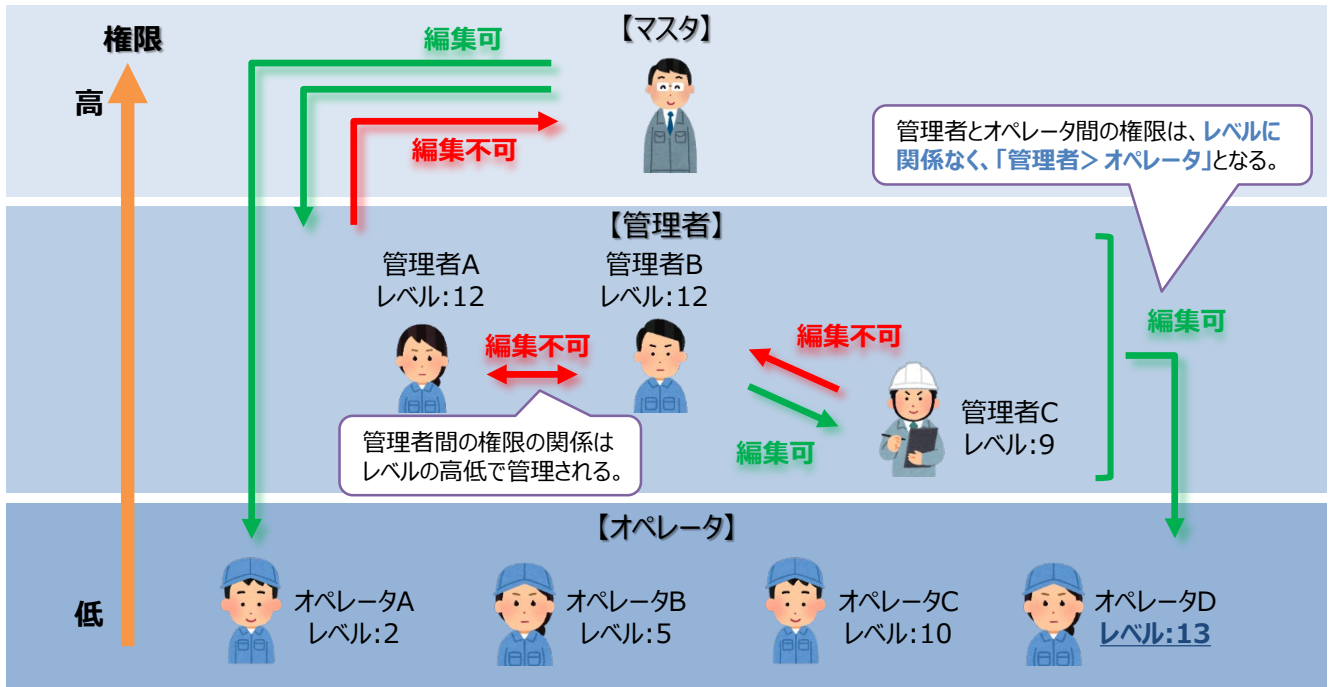 権限
高
編集可
【マスタ】
編集不可
管理者とオペレータ間の権限は、レベルに
関係なく、「管理者＞オペレータ」となる。
【管理者】
管理者A
レベル:12
管理者B
レベル:12
編集不可
編集不可
編集可
管理者C
レベル:9
編集可
管理者間の権限の関係は
レベルの高低で管理される。
【オペレータ】
低
オペレータA
レベル:2
オペレータB
レベル:5
オペレータC
レベル:10
オペレータD
レベル:13